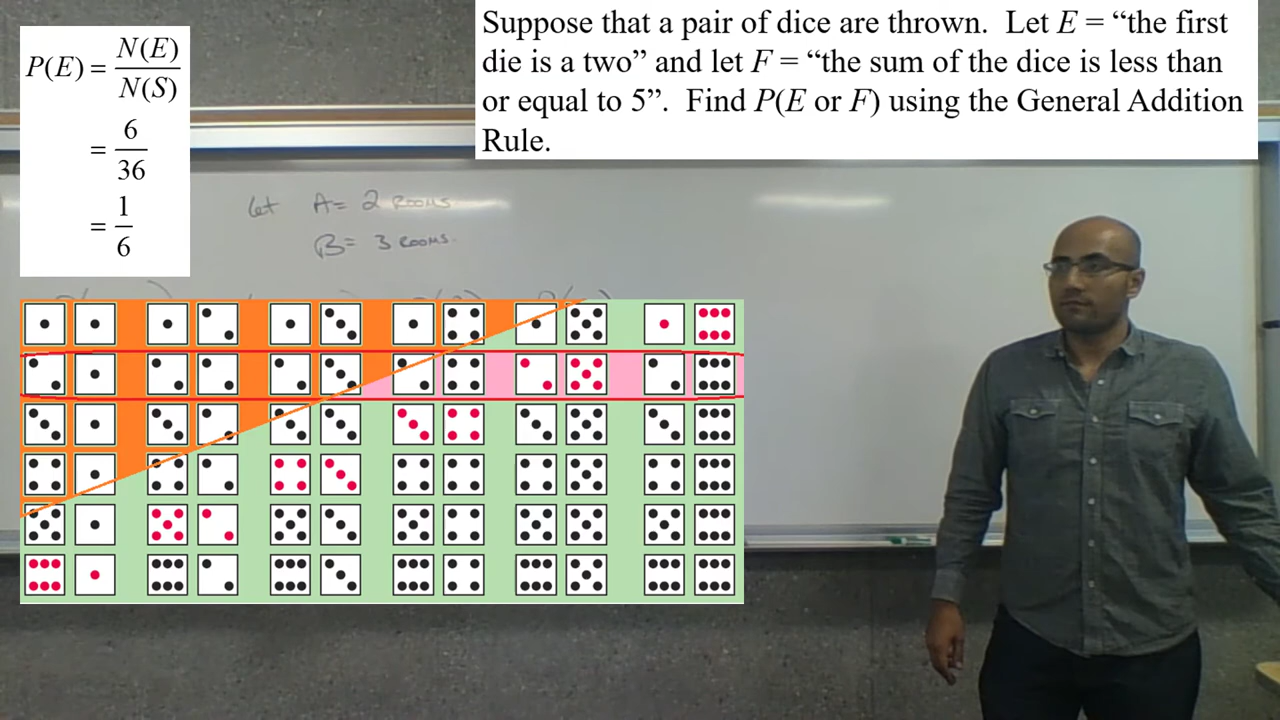 P(E) = N(E)/N(S)
= 6/36
= 1/6
Suppose that a pair of dice are thrown. Let E = “the first
die is a two” and let F = “the sum of the dice is less than
or equal to 5”. Find P(E or F) using the General Addition
Rule.
Let A= 2 ROOMS
B= 3 ROOMS.